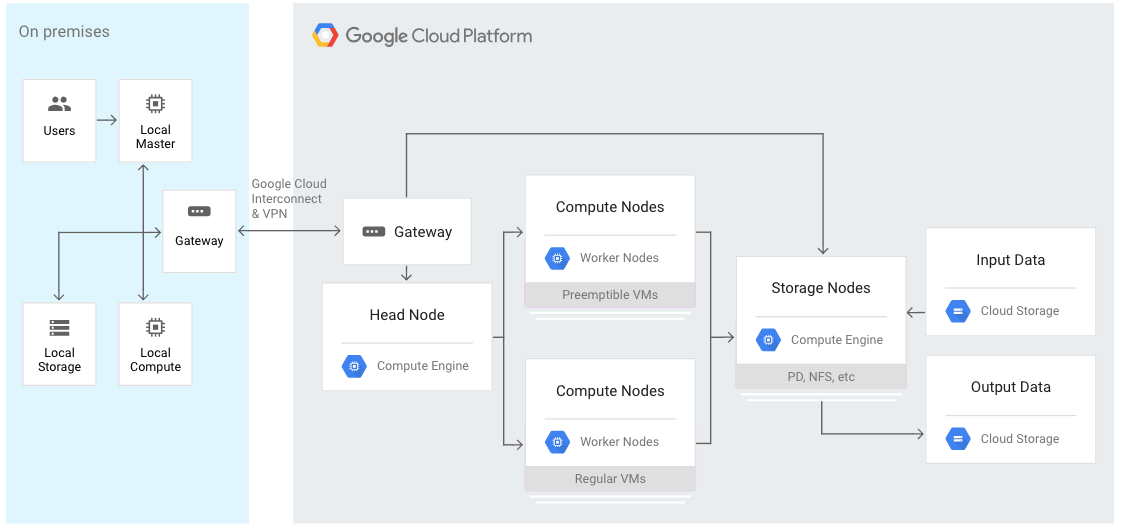 On premises
Users
Local
Master
Gateway
Local
Storage
Local
Compute
Google Cloud
Interconnect
& VPN
Google Cloud Platform
Gateway
Head Node
Compute Engine
Compute Nodes
Worker Nodes
Preemptible VMs
Compute Nodes
Worker Nodes
Regular VMs
Storage Nodes
Compute Engine
PD, NFS, etc
Input Data
Cloud Storage
Output Data
Cloud Storage